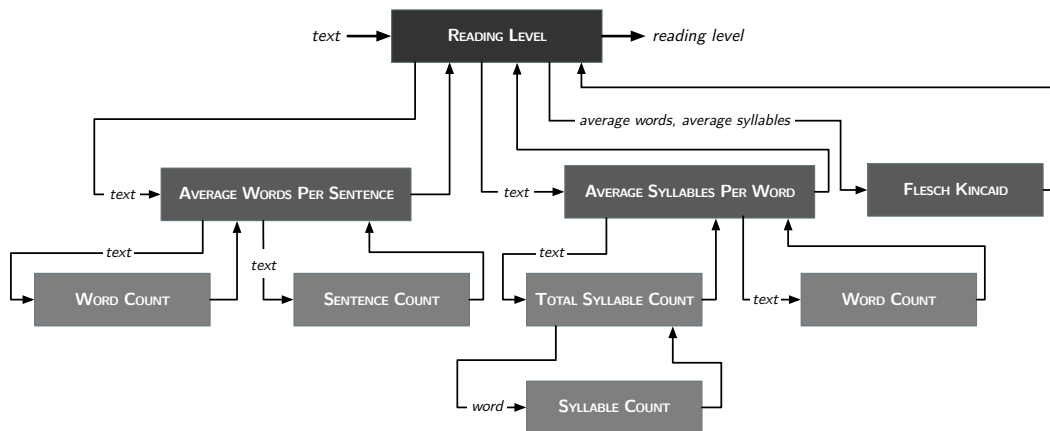 text
READING LEVEL
reading level
average words, average syllables
text
AVERAGE WORDS PER SENTENCE
text
AVERAGE SYLLABLES PER WORD
FLESCH KINCAID
text
text
text
WORD COUNT
SENTENCE COUNT
TOTAL SYLLABLE COUNT
text
WORD COUNT
word
SYLLABLE COUNT